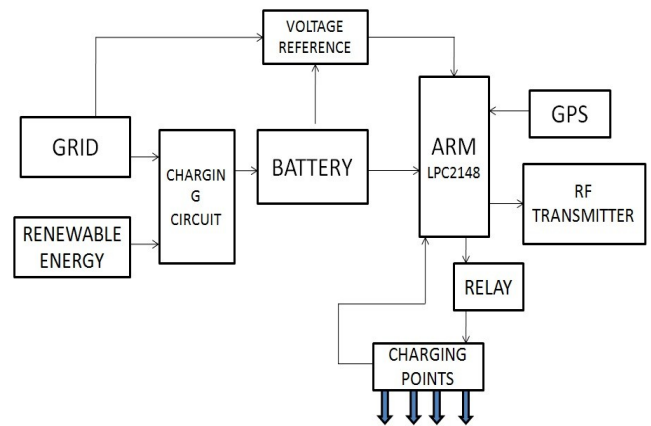 VOLTAGE
REFERENCE
GRID
CHARGIN
G
CIRCUIT
BATTERY
ARM
LPC2148
GPS
RF
TRANSMITTER
RENEWABLE
ENERGY
RELAY
CHARGING
POINTS